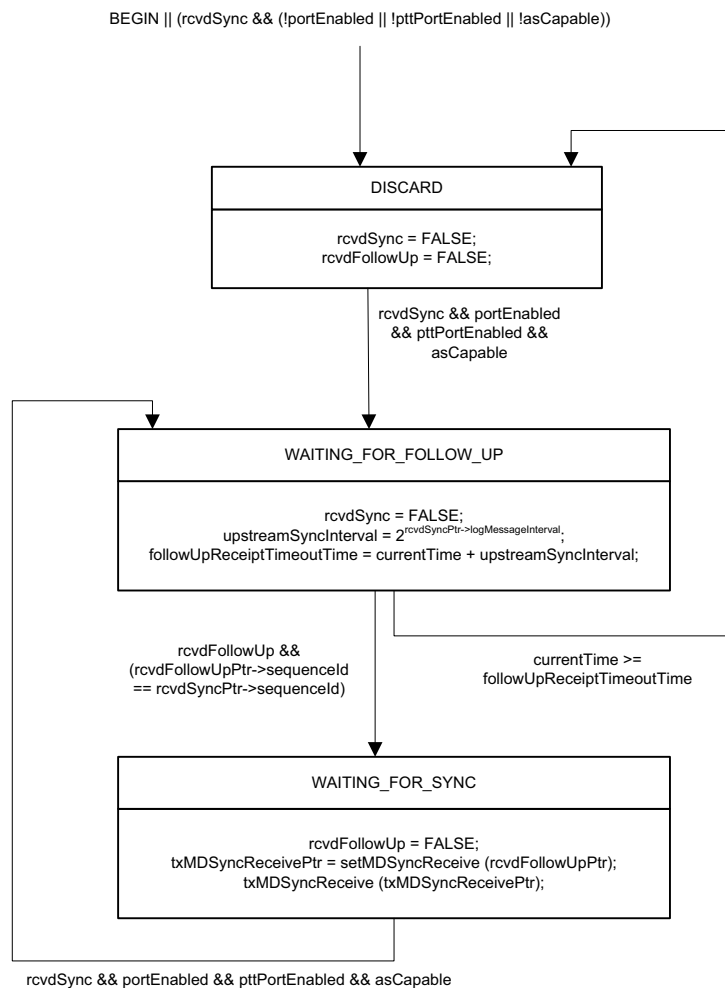 BEGIN || (rcvdSync && (!portEnabled || !pttPortEnabled || !asCapable))
DISCARD
rcvdSync = FALSE;
rcvdFollowUp = FALSE;
rcvdSync && portEnabled
&& pttPortEnabled &&
asCapable
WAITING_FOR_FOLLOW_UP
rcvdSync = FALSE;
upstreamSyncInterval = 2^rcvdSyncPtr->logMessageInterval;
followUpReceiptTimeoutTime = currentTime + upstreamSyncInterval;
rcvdFollowUp &&
(rcvdFollowUpPtr->sequenceId
== rcvdSyncPtr->sequenceId)
currentTime >=
followUpReceiptTimeoutTime
WAITING_FOR_SYNC
rcvdFollowUp = FALSE;
txMDSyncReceivePtr = setMDSyncReceive (rcvdFollowUpPtr);
txMDSyncReceive (txMDSyncReceivePtr);
rcvdSync && portEnabled && pttPortEnabled && asCapable